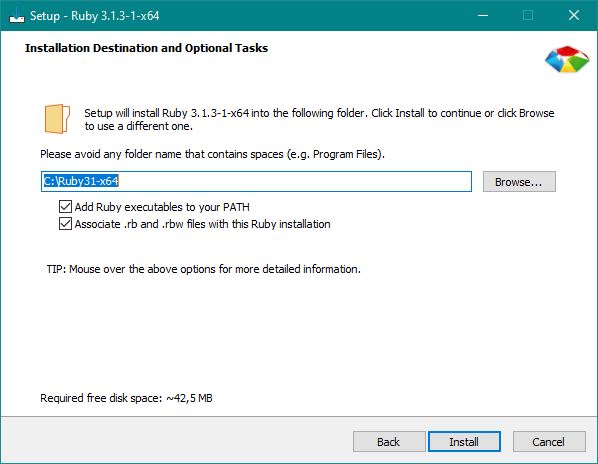 Setup - Ruby 3.1.3-1-x64
Installation Destination and Optional Tasks
Setup will install Ruby 3.1.3-1-x64 into the following folder. Click Install to continue or click Browse
to use a different one.
Please avoid any folder name that contains spaces (e.g. Program Files).
C:\Ruby31-x64
Browse...
Add Ruby executables to your PATH
Associate .rb and .rbw files with this Ruby installation
TIP: Mouse over the above options for more detailed information.
Required free disk space: ~42,5 MB
Back
Install
Cancel